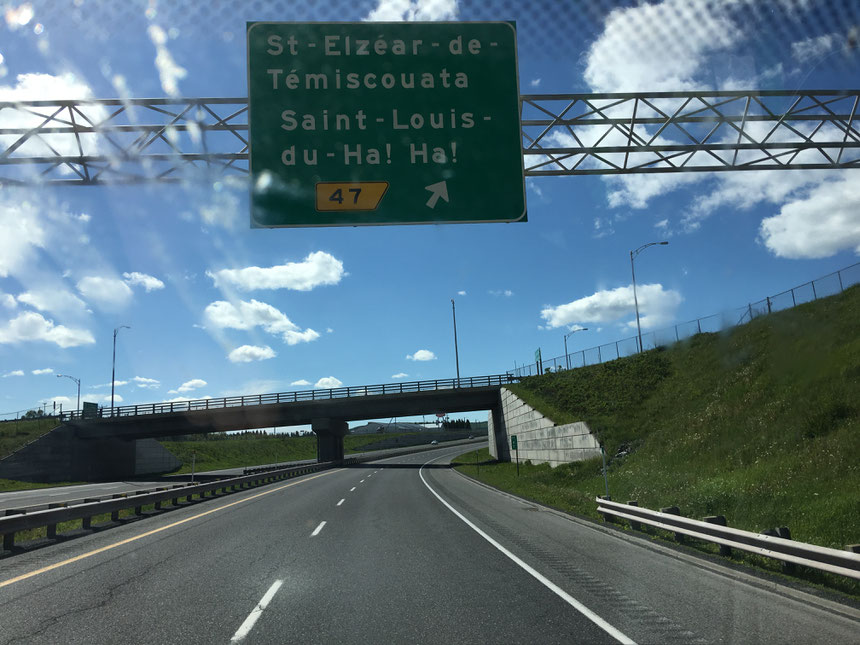 St-Elzéar-de-
Témiscouata
Saint-Louis-
du-Ha! Ha!
47